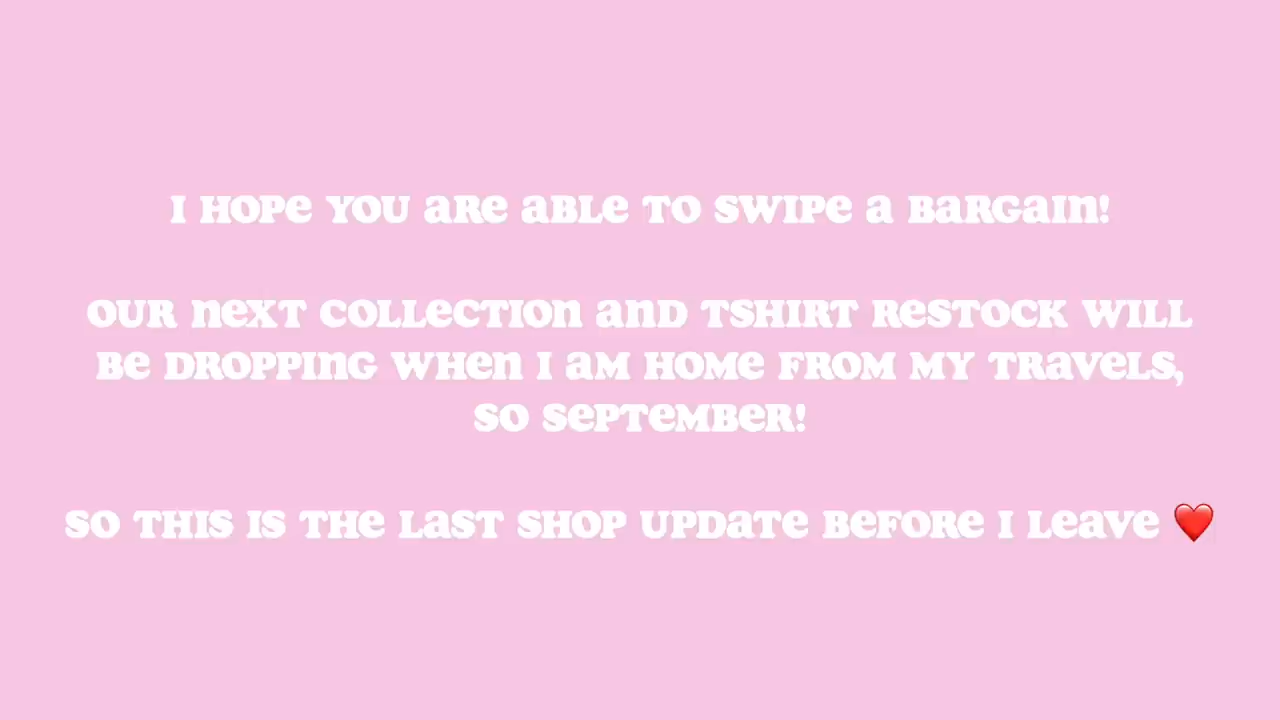 I HOPE YOU ARE ABLE TO SWIPE A BARGAIN!
OUR NEXT COLLECTION AND TSHIRT RESTOCK WILL
BE DROPPING WHEN I AM HOME FROM MY TRAVELS,
SO SEPTEMBER!
SO THIS IS THE LAST SHOP UPDATE BEFORE I LEAVE ❤️